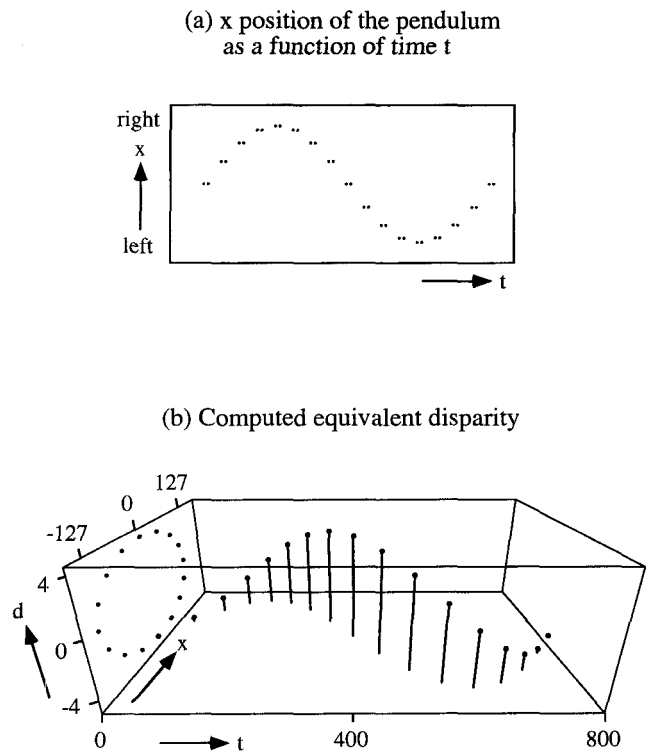 (a) x position of the pendulum
as a function of time t
right
x
left
t
(b) Computed equivalent disparity
127
0
-127
4
d
0
x
-4
0
t
400
800